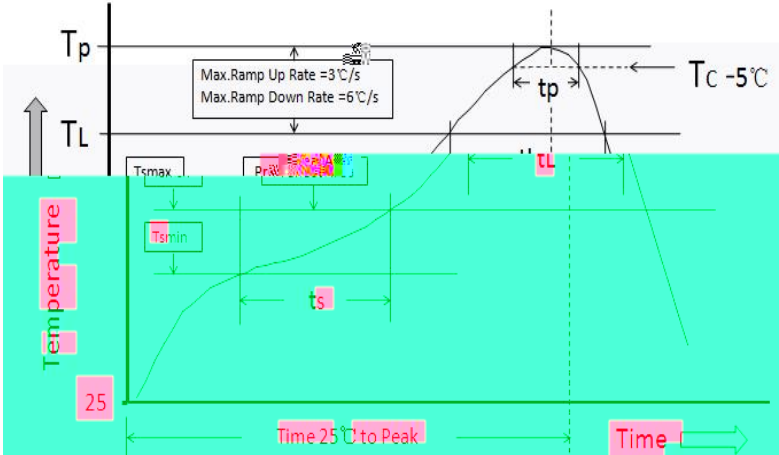 Tp
Max.Ramp Up Rate =3℃/s
Max.Ramp Down Rate =6℃/s
tp
Tc -5℃
TL
tL
Tsmax
Tsmin
ts
Temperature
25
Time 25℃ to Peak
Time